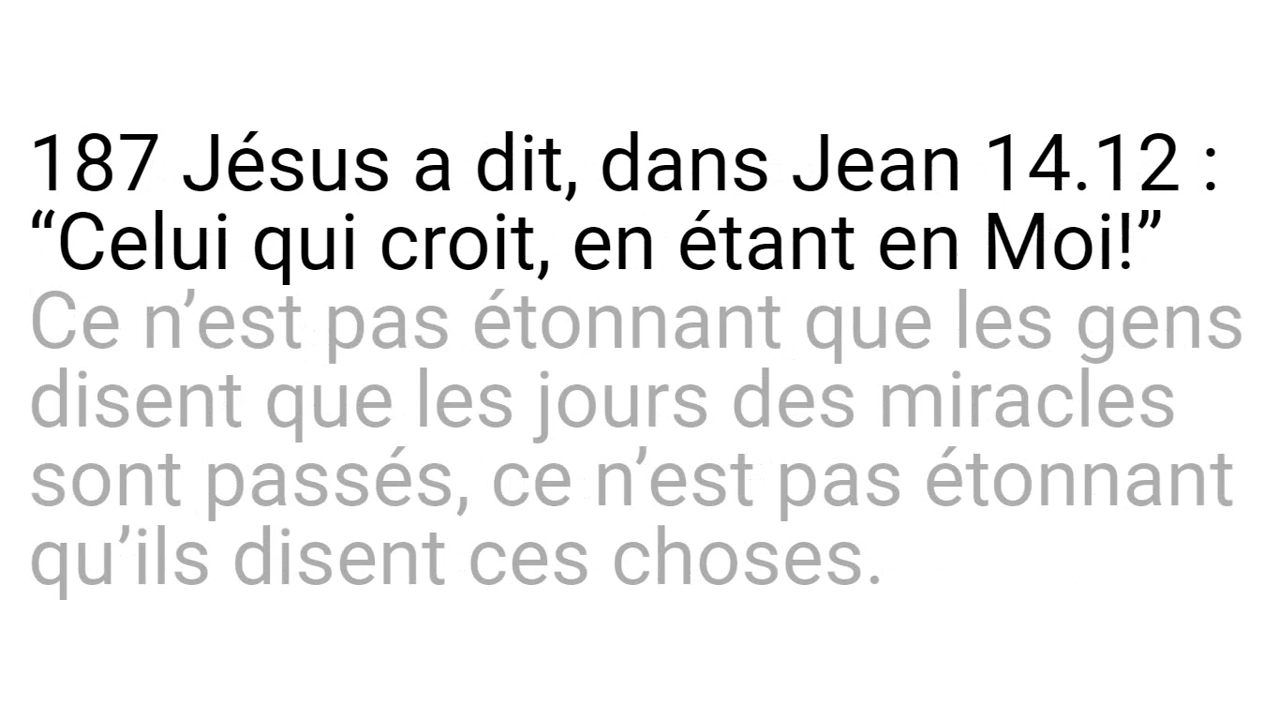 187 Jésus a dit, dans Jean 14.12 :
“Celui qui croit, en étant en Moi!”
Ce n’est pas étonnant que les gens
disent que les jours des miracles
sont passés, ce n’est pas étonnant
qu’ils disent ces choses.